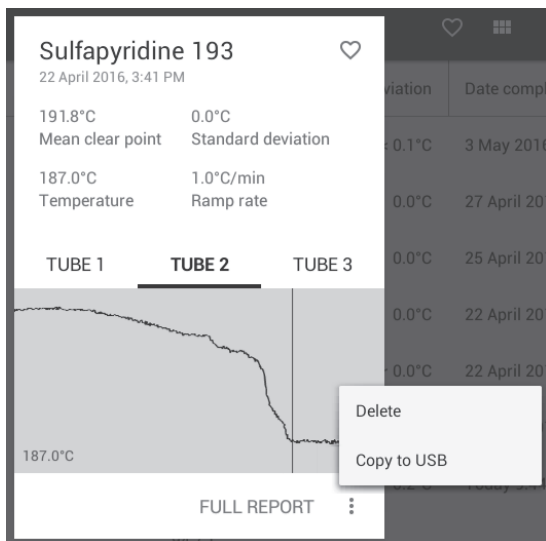 Sulfapyridine 193
22 April 2016, 3:41 PM
191.8°C 0.0°C
Mean clear point Standard deviation
187.0°C 1.0°C/min
Temperature Ramp rate
TUBE 1 TUBE 2 TUBE 3
187.0°C
FULL REPORT
Delete
Copy to USB
viation Date compl
0.1°C 3 May 2016
0.0°C 27 April 20
0.0°C 25 April 20
0.0°C 22 April 20
0.0°C 22 April 20